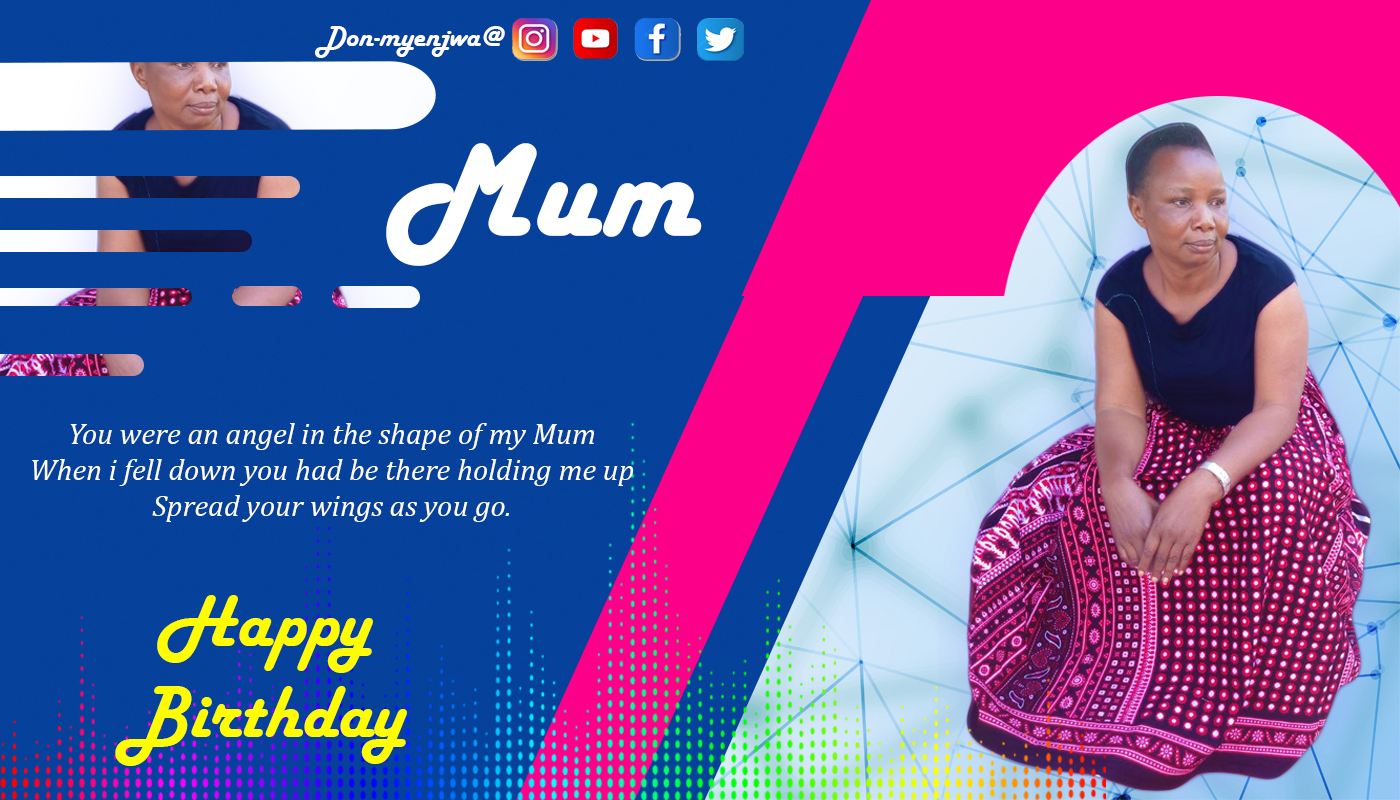 Don-myenjwa@
Mum
You were an angel in the shape of my Mum
When i fell down you had be there holding me up
Spread your wings as you go.
Happy
Birthday